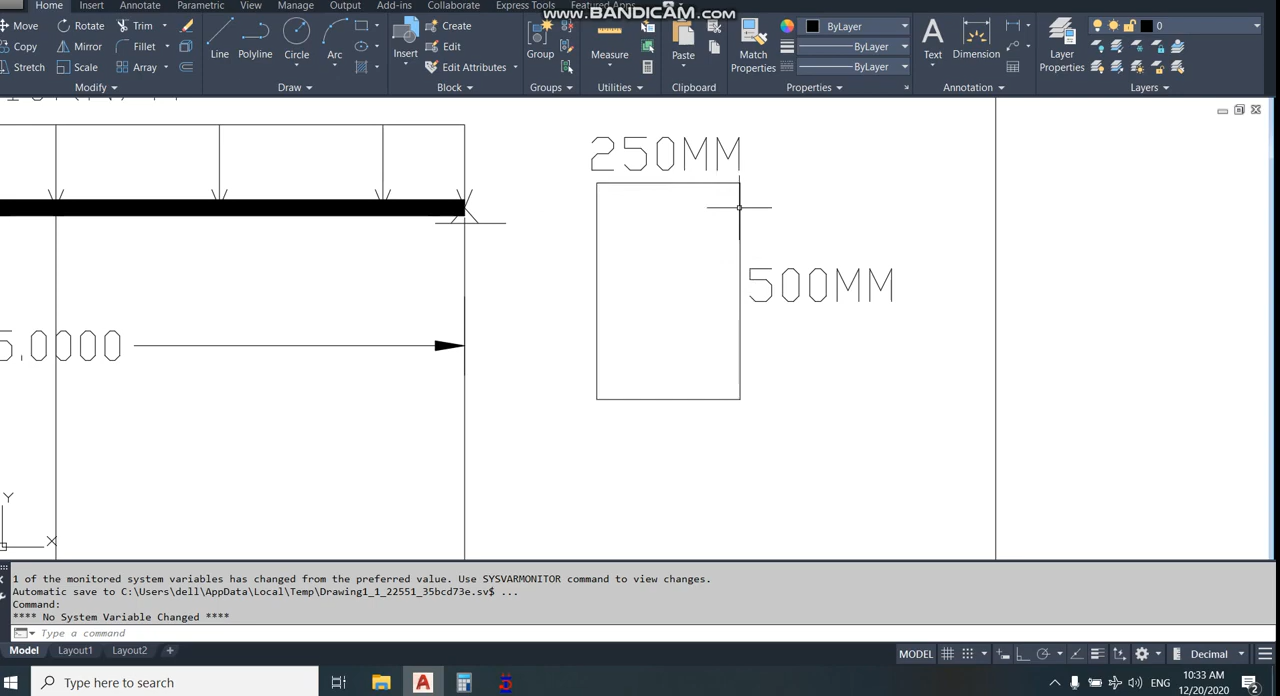 www.BANDICAM.com
Home Insert Annotate Parametric View Manage Output Add-ins Collaborate Express Tools Featured Apps
Move Rotate Trim Create
Copy Mirror Fillet Edit
Stretch Scale Array Line Polyline Circle Arc Insert Edit Attributes Group Measure Paste Match Properties ByLayer ByLayer ByLayer Text Dimension Layer Properties 0
Modify Draw Block Groups Utilities Clipboard Properties Annotation Layers
250MM
500MM
5,0000
Y
X
1 of the monitored system variables has changed from the preferred value. Use SYSVARMONITOR command to view changes.
Automatic save to C:\Users\dell\AppData\Local\Temp\Drawing1_1_22551_35bcd73e.sv$ ...
Command:
**** No System Variable Changed ****
Type a command
Model Layout1 Layout2 + MODEL Decimal
Type here to search ENG 10:33 AM
12/20/2020 2